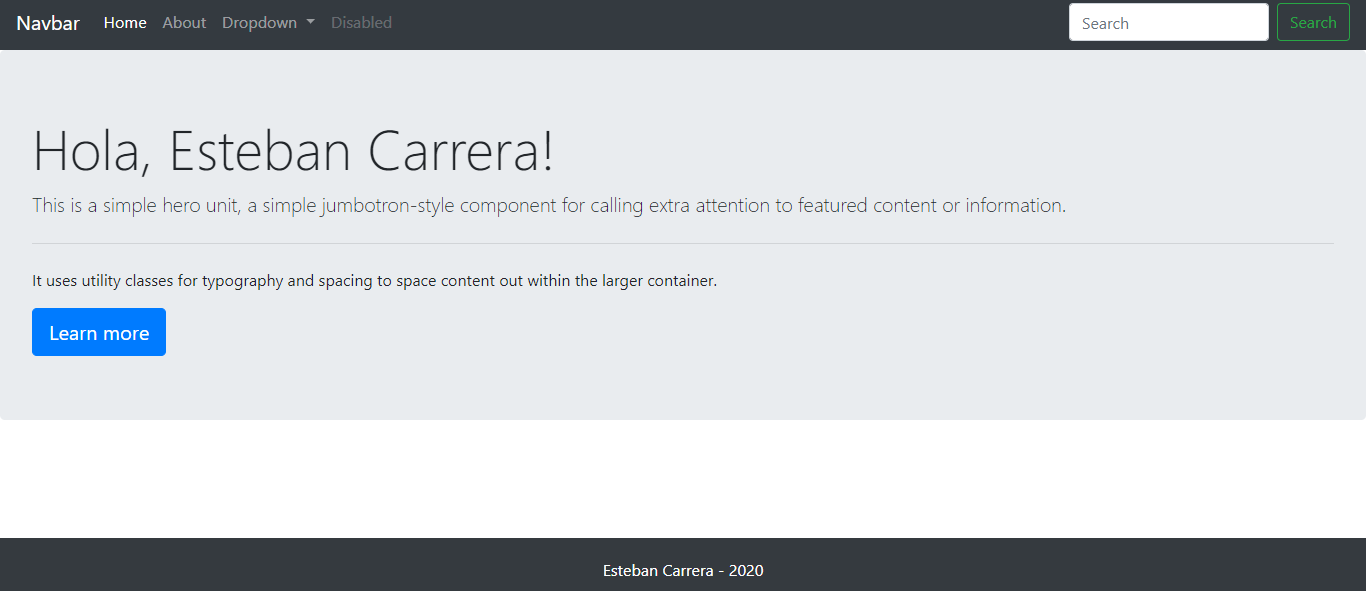 Navbar Home About Dropdown Disabled Search Search
Hola, Esteban Carrera!
This is a simple hero unit, a simple jumbotron-style component for calling extra attention to featured content or information.
It uses utility classes for typography and spacing to space content out within the larger container.
Learn more
Esteban Carrera - 2020